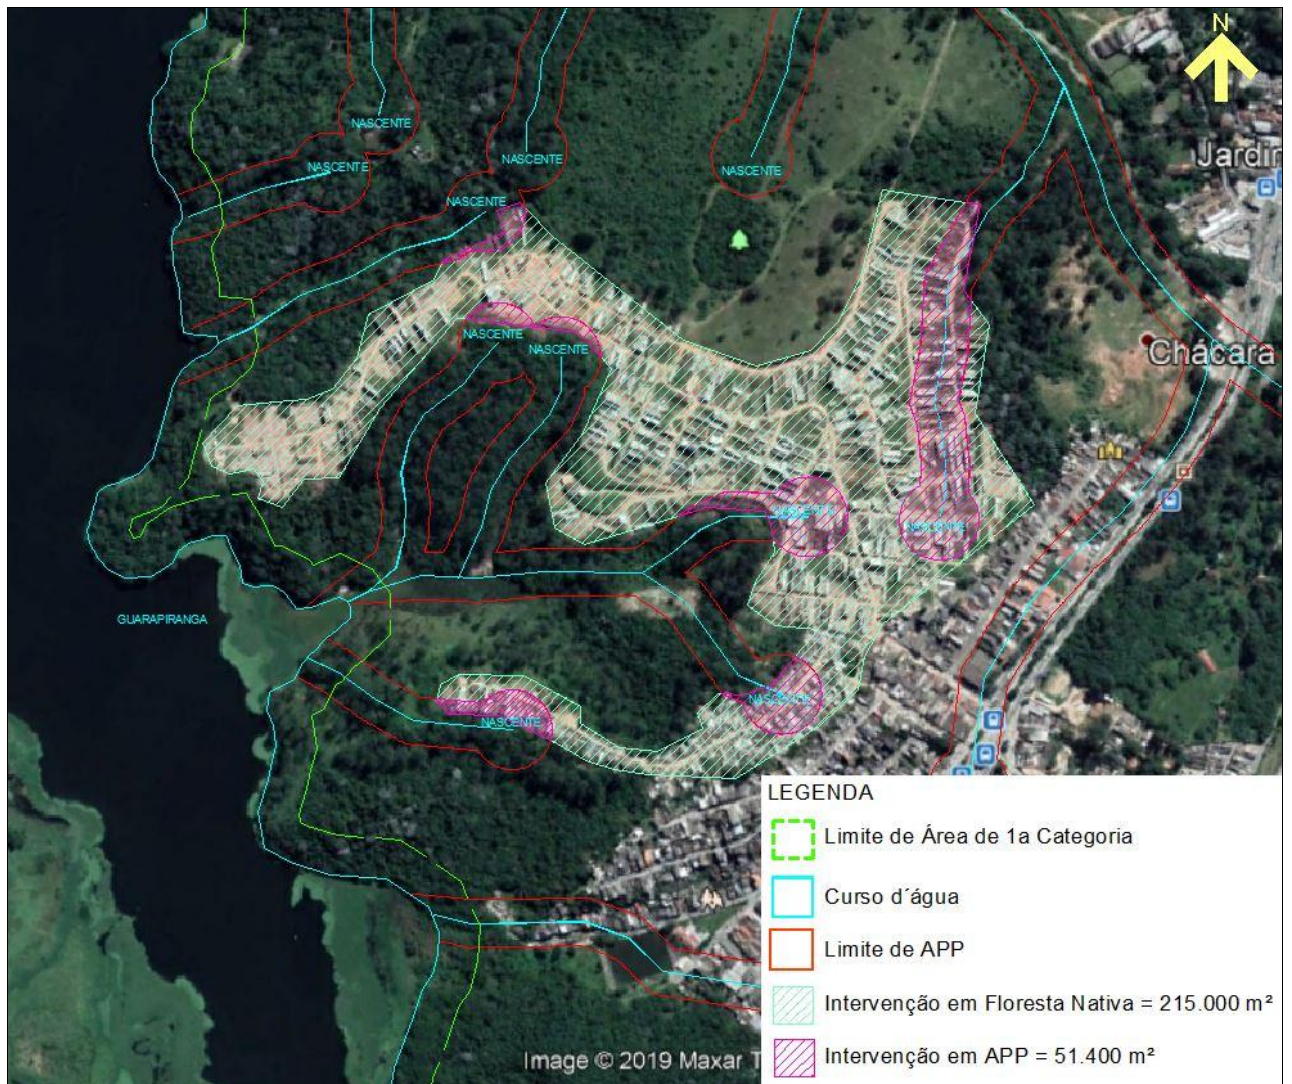 N
NASCENTE
Jardir
NASCENTE
NASCENTE
NASCENTE
NASCENTE
NASCENTE
NASCENTE
NASCENTE
Chácara
NASCENTE
GUARAPIRANGA
NASCENTE
NASCENTE
LEGENDA
Limite de Área de 1a Categoria
Curso d´água
Limite de APP
Intervenção em Floresta Nativa = 215.000 m²
Intervenção em APP = 51.400 m²
Image © 2019 Maxar T